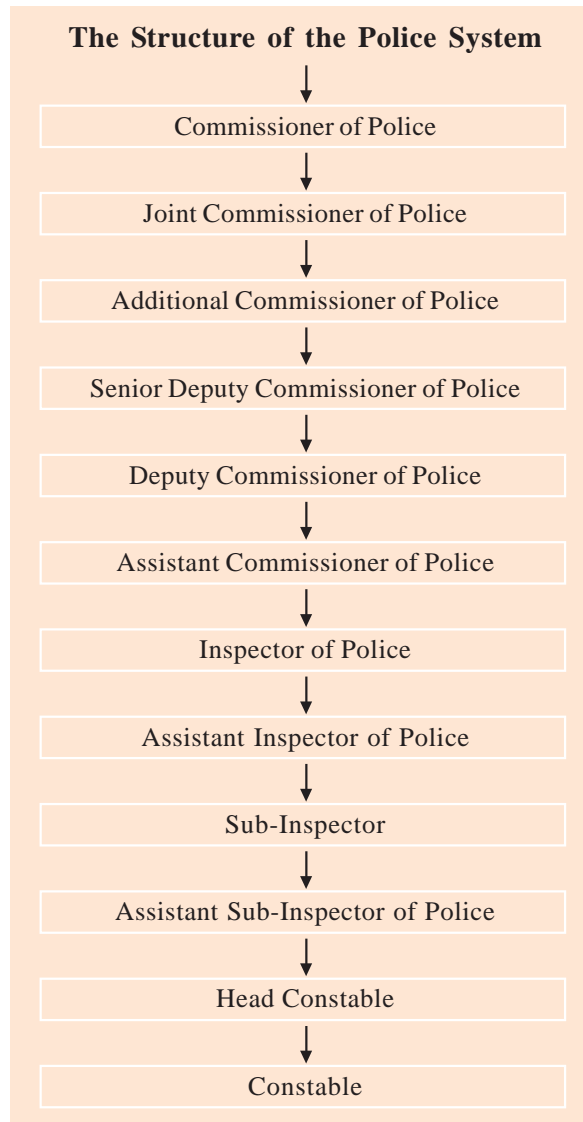 The Structure of the Police System
Commissioner of Police
Joint Commissioner of Police
Additional Commissioner of Police
Senior Deputy Commissioner of Police
Deputy Commissioner of Police
Assistant Commissioner of Police
Inspector of Police
Assistant Inspector of Police
Sub-Inspector
Assistant Sub-Inspector of Police
Head Constable
Constable